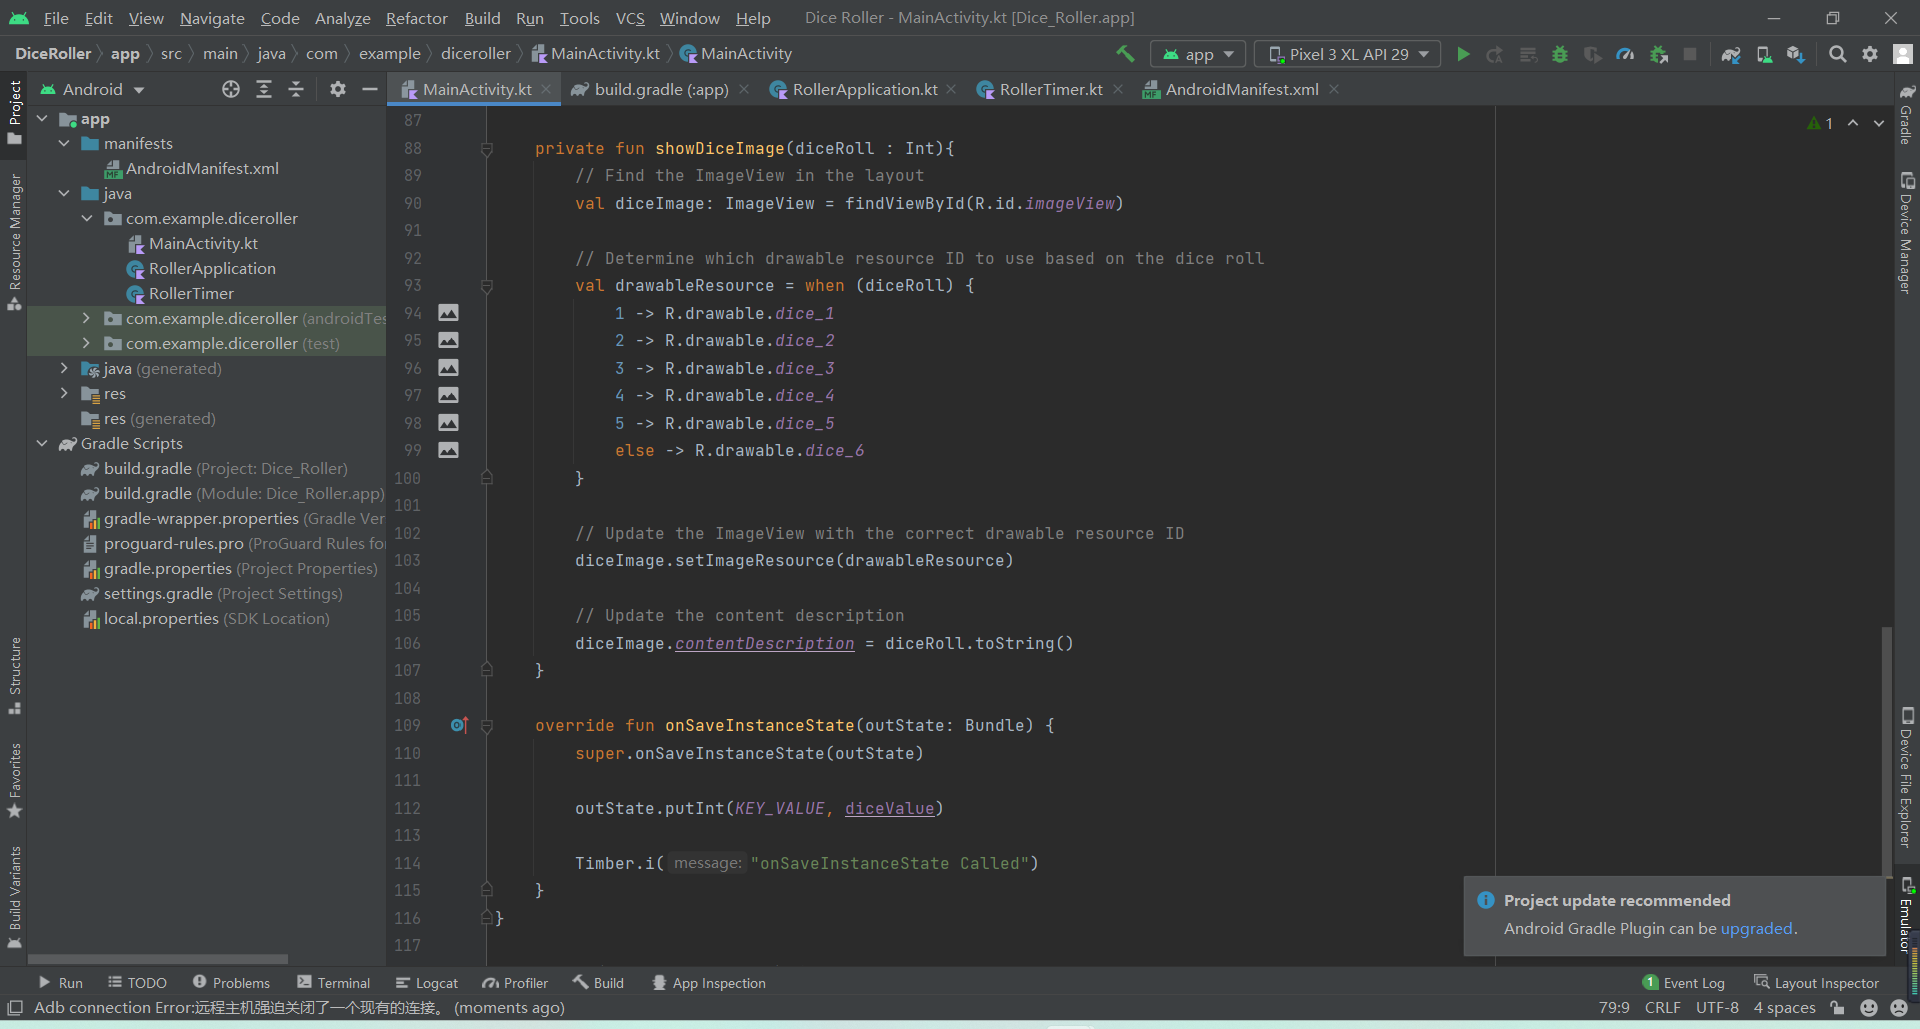 File Edit View Navigate Code Analyze Refactor Build Run Tools VCS Window Help Dice Roller - MainActivity.kt [Dice_Roller.app]
DiceRoller app src main java com example diceroller MainActivity.kt MainActivity
app Pixel 3 XL API 29
Android
MainActivity.kt build.gradle (:app) RollerApplication.kt RollerTimer.kt AndroidManifest.xml
Project
Resource Manager
Structure
Favorites
Build Variants
app
manifests
AndroidManifest.xml
java
com.example.diceroller
MainActivity.kt
RollerApplication
RollerTimer
com.example.diceroller (androidTes
com.example.diceroller (test)
java (generated)
res
res (generated)
Gradle Scripts
build.gradle (Project: Dice_Roller)
build.gradle (Module: Dice_Roller.app)
gradle-wrapper.properties (Gradle Ver
proguard-rules.pro (ProGuard Rules fo
gradle.properties (Project Properties)
settings.gradle (Project Settings)
local.properties (SDK Location)
1
87
88 private fun showDiceImage(diceRoll : Int){
89 // Find the ImageView in the layout
90 val diceImage: ImageView = findViewById(R.id.imageView)
91
92 // Determine which drawable resource ID to use based on the dice roll
93 val drawableResource = when (diceRoll) {
94 1 -> R.drawable.dice_1
95 2 -> R.drawable.dice_2
96 3 -> R.drawable.dice_3
97 4 -> R.drawable.dice_4
98 5 -> R.drawable.dice_5
99 else -> R.drawable.dice_6
100 }
101
102 // Update the ImageView with the correct drawable resource ID
103 diceImage.setImageResource(drawableResource)
104
105 // Update the content description
106 diceImage.contentDescription = diceRoll.toString()
107 }
108
109 override fun onSaveInstanceState(outState: Bundle) {
110 super.onSaveInstanceState(outState)
111
112 outState.putInt(KEY_VALUE, diceValue)
113
114 Timber.i( message: "onSaveInstanceState Called")
115 }
116 }
117
Gradle
Device Manager
Device File Explorer
Emulator
Project update recommended
Android Gradle Plugin can be upgraded.
Run TODO Problems Terminal Logcat Profiler Build App Inspection 1 Event Log Layout Inspector
Adb connection Error:远程主机强迫关闭了一个现有的连接。 (moments ago) 79:9 CRLF UTF-8 4 spaces